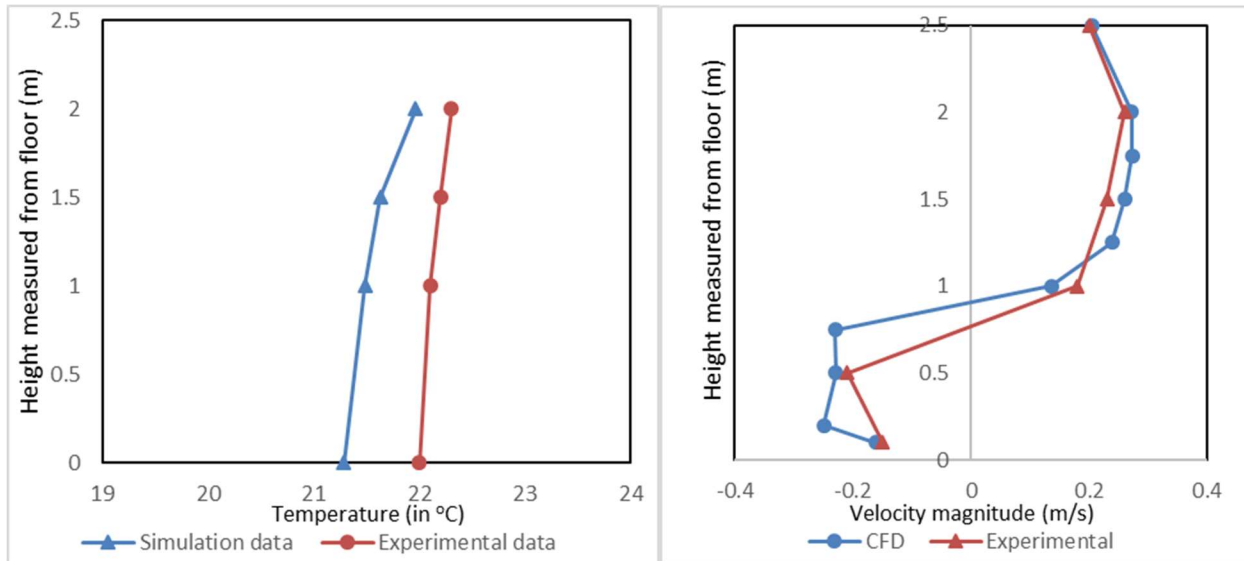 Height measured from floor (m)
2.5
2
1.5
1
0.5
0
19 20 21 22 23 24
Temperature (in °C)
Simulation data Experimental data
Height measured from floor (m)
2.5
2
1.5
1
0.5
0
-0.4 -0.2 0 0.2 0.4
Velocity magnitude (m/s)
CFD Experimental